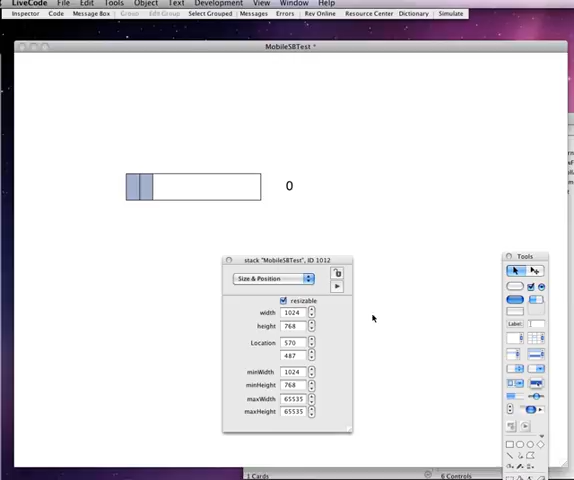 LiveCode File Edit Tools Object Text Development View Window Help
Inspector Code Message Box Group Edit Group Select Grouped Messages Errors Rev Online Resource Center Dictionary Simulate
MobileSBTest *
0
stack "MobileSBTest", ID 1012
Size & Position
resizable
width 1024
height 768
Location 570
487
minWidth 1024
minHeight 768
maxWidth 65535
maxHeight 65535
Tools
Label:
1 Cards 6 Controls